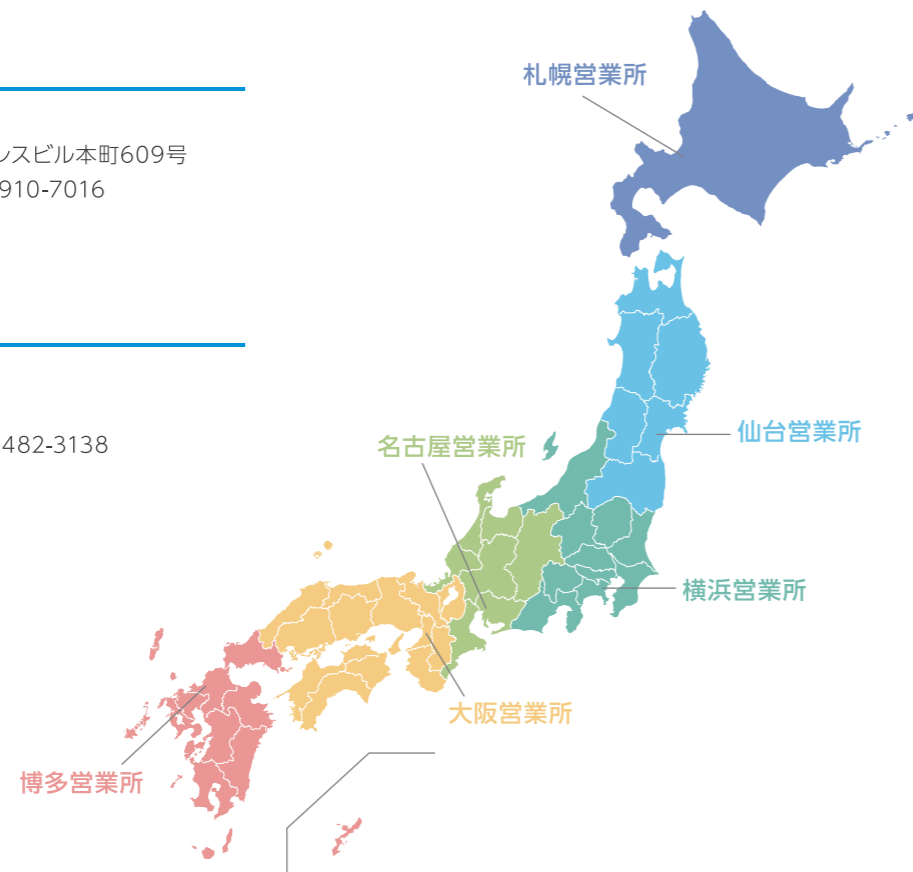 札幌営業所
ンスビル本町609号
910-7016
482-3138
名古屋営業所
仙台営業所
横浜営業所
大阪営業所
博多営業所